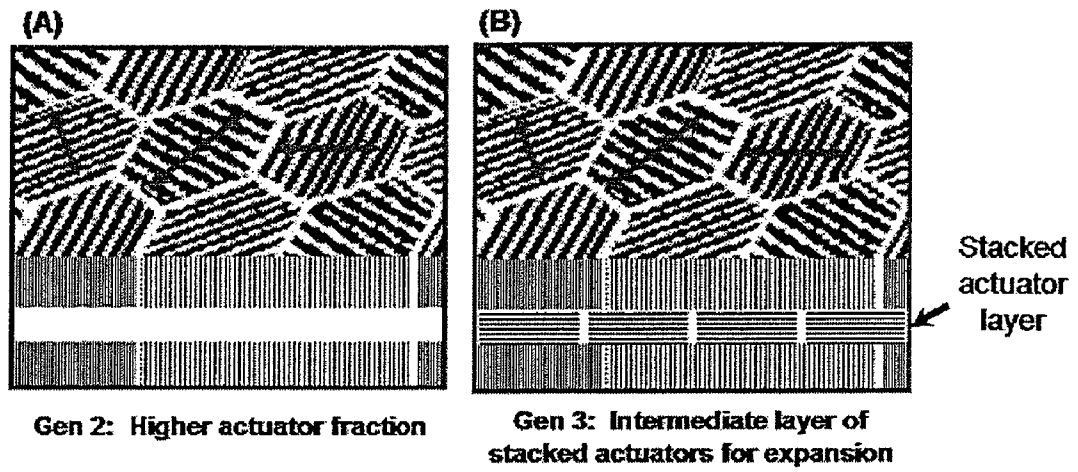 (A)
(B)
Stacked
actuator
layer
Gen 2: Higher actuator fraction
Gen 3: Intermediate layer of
stacked actuators for expansion